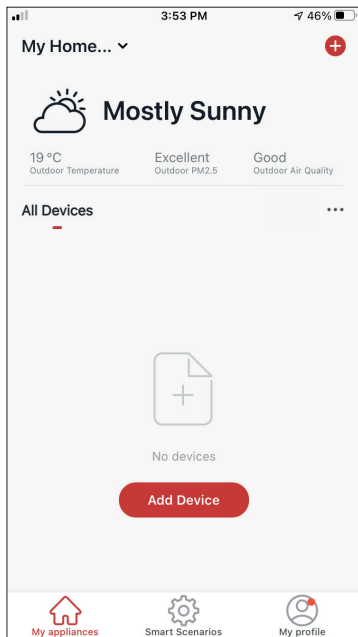 3:53 PM
46%
My Home...
Mostly Sunny
19 °C
Outdoor Temperature
Excellent
Outdoor PM2.5
Good
Outdoor Air Quality
All Devices
...
No devices
Add Device
My appliances
Smart Scenarios
My profile